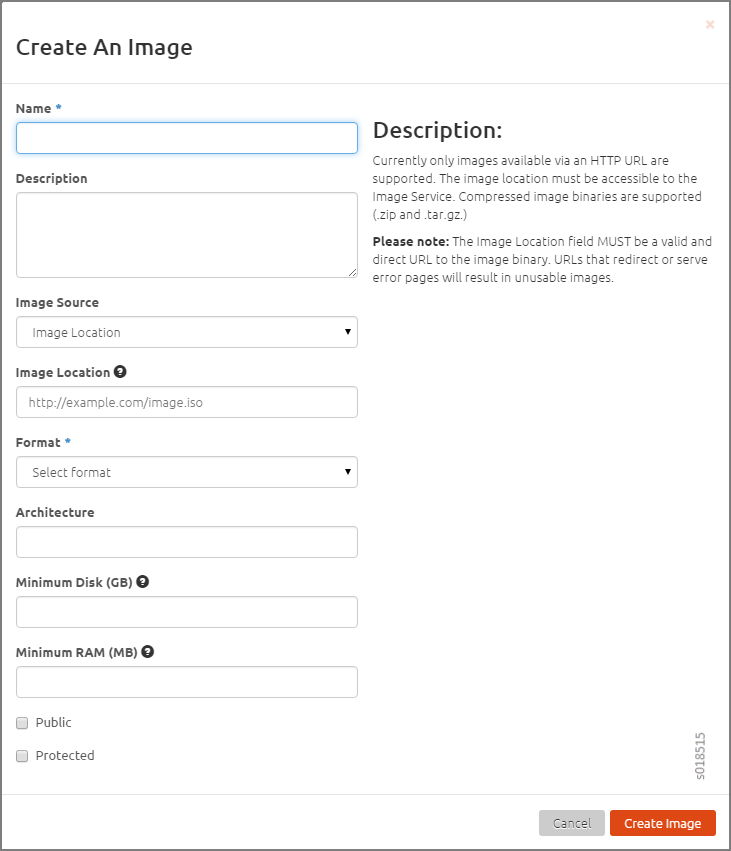 ×
Create An Image
Name *
Description
Image Source
Image Location
Image Location ?
http://example.com/image.iso
Format *
Select format
Architecture
Minimum Disk (GB) ?
Minimum RAM (MB) ?
Public
Protected
Description:
Currently only images available via an HTTP URL are
supported. The image location must be accessible to the
Image Service. Compressed image binaries are supported
(.zip and .tar.gz.)
Please note: The Image Location field MUST be a valid and
direct URL to the image binary. URLs that redirect or serve
error pages will result in unusable images.
s018515
Cancel
Create Image